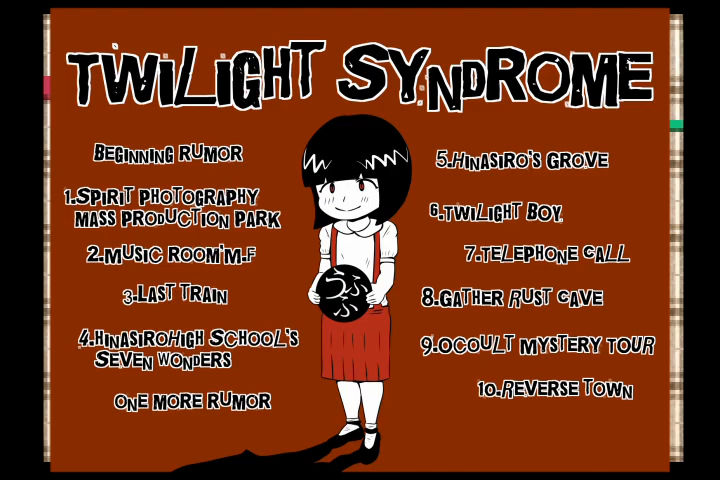 TWILIGHT SYNDROME
BEGINNING RUMOR
1.SPIRIT PHOTOGRAPHY
MASS PRODUCTION PARK
2.MUSIC ROOM'M.F
3.LAST TRAIN
4.HINASIROHIGH SCHOOL'S
SEVEN WONDERS
ONE MORE RUMOR
うふ
ふ
5.HINASIRO'S GROVE
6.TWILIGHT BOY.
7.TELEPHONE CALL
8.GATHER RUST CAVE
9.OCOULT MYSTERY TOUR
10.REVERSE TOWN